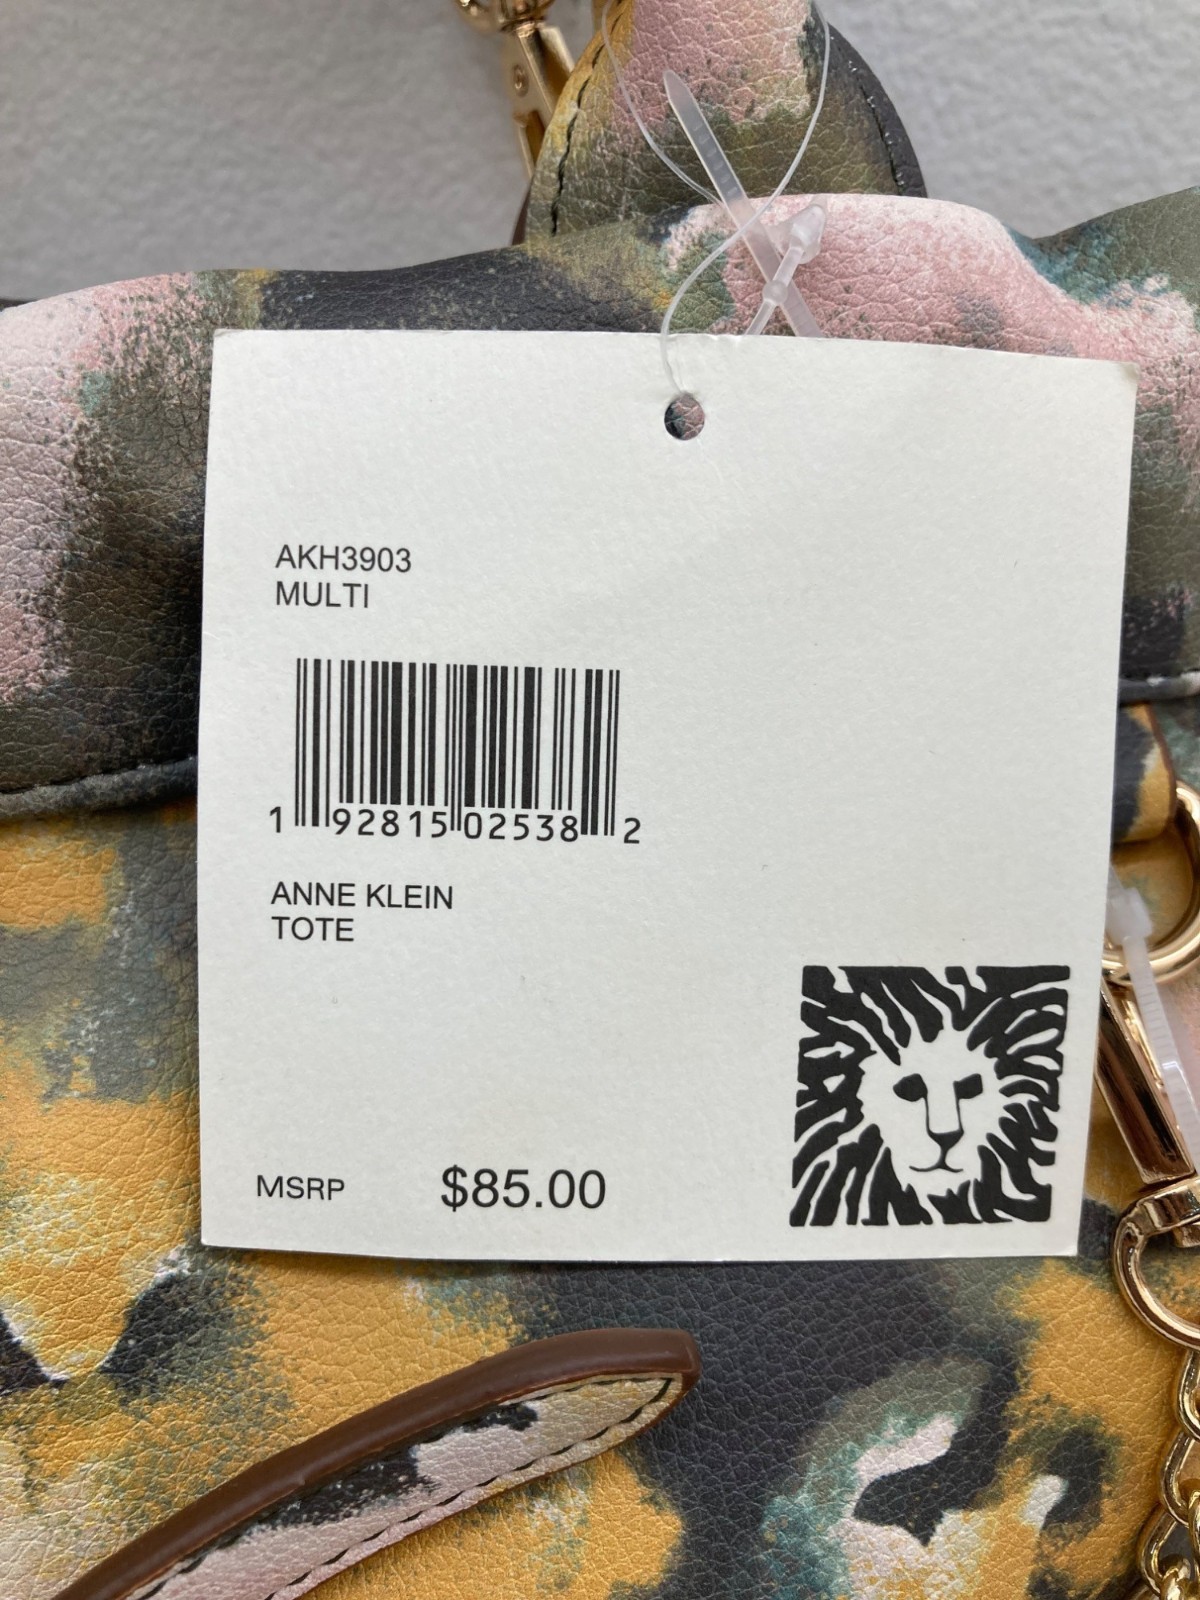 AKH3903
MULTI
1 92815 02538 2
ANNE KLEIN
TOTE
MSRP $85.00